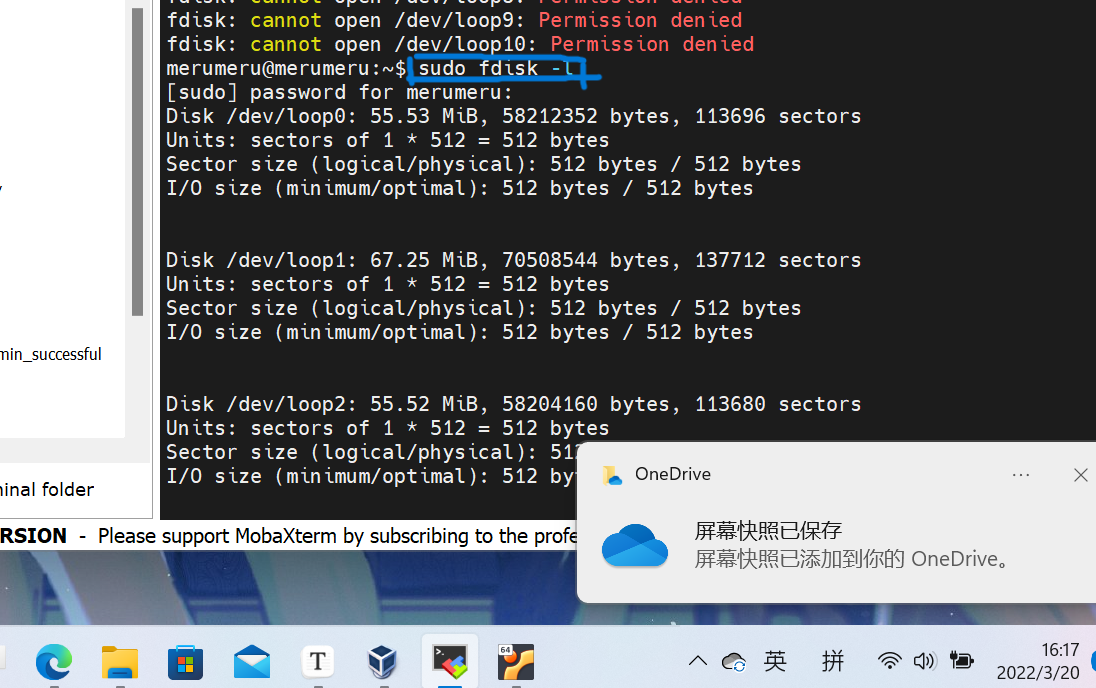 fdisk: cannot open /dev/loop8: Permission denied
fdisk: cannot open /dev/loop9: Permission denied
fdisk: cannot open /dev/loop10: Permission denied
merumeru@merumeru:~$ sudo fdisk -l
[sudo] password for merumeru:
Disk /dev/loop0: 55.53 MiB, 58212352 bytes, 113696 sectors
Units: sectors of 1 * 512 = 512 bytes
Sector size (logical/physical): 512 bytes / 512 bytes
I/O size (minimum/optimal): 512 bytes / 512 bytes
Disk /dev/loop1: 67.25 MiB, 70508544 bytes, 137712 sectors
Units: sectors of 1 * 512 = 512 bytes
Sector size (logical/physical): 512 bytes / 512 bytes
I/O size (minimum/optimal): 512 bytes / 512 bytes
min_successful
Disk /dev/loop2: 55.52 MiB, 58204160 bytes, 113680 sectors
Units: sectors of 1 * 512 = 512 bytes
Sector size (logical/physical): 512
I/O size (minimum/optimal): 512 by
minal folder
OneDrive
屏幕快照已保存
屏幕快照已添加到你的 OneDrive。
RSION - Please support MobaXterm by subscribing to the profe
T
64
英
拼
16:17
2022/3/20